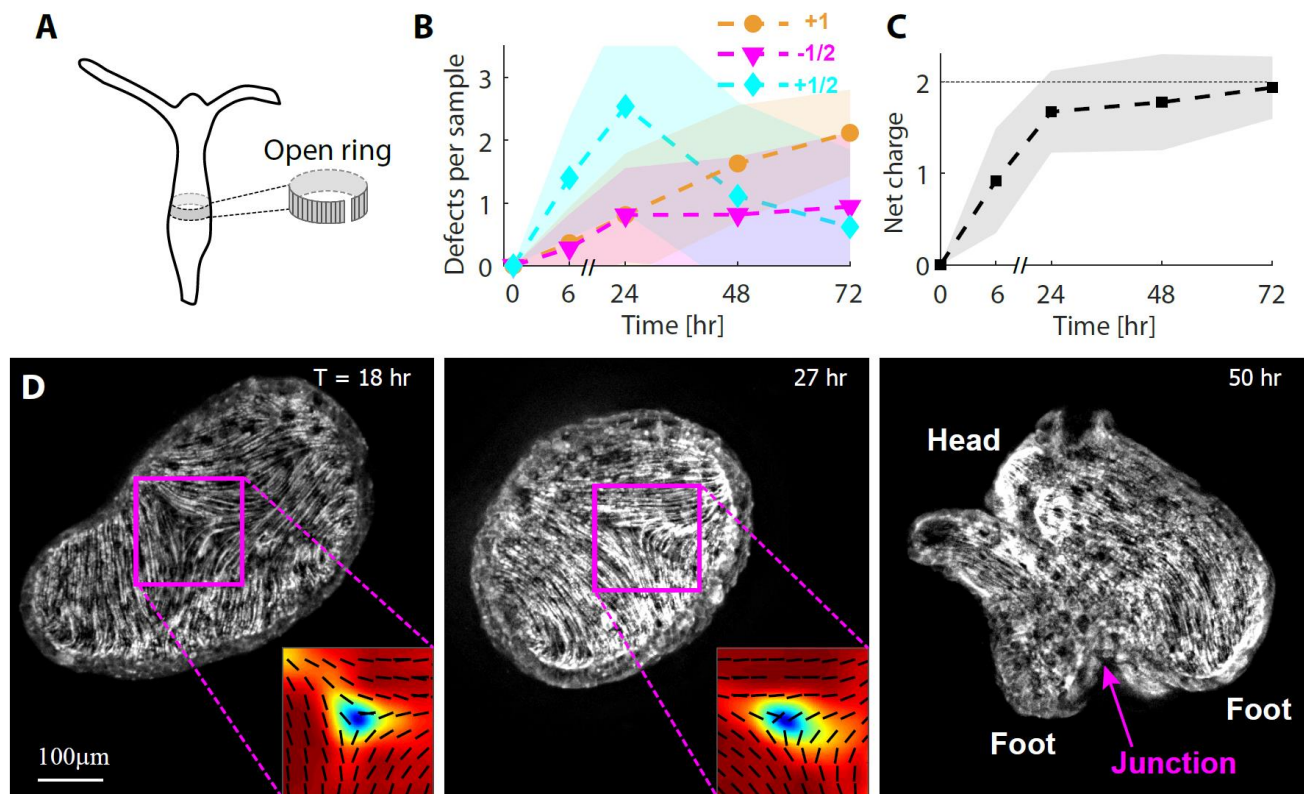 A
Open ring
B
+1
-1/2
+1/2
Defects per sample
3
2
1
0
0 6 24 48 72
Time [hr]
C
Net charge
2
1
0
0 6 24 48 72
Time [hr]
D
T = 18 hr
100µm
27 hr
50 hr
Head
Foot
Foot
Junction